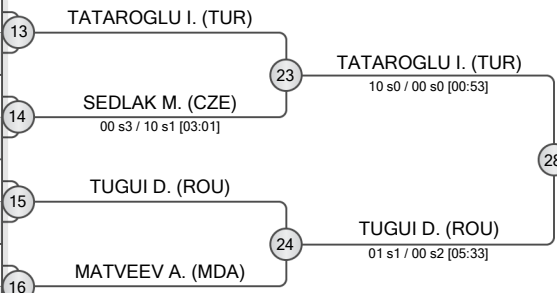 TATAROGLU I. (TUR)
13
23
TATAROGLU I. (TUR)
10 s0 / 00 s0 [00:53]
SEDLAK M. (CZE)
14
00 s3 / 10 s1 [03:01]
28
TUGUI D. (ROU)
15
TUGUI D. (ROU)
24
01 s1 / 00 s2 [05:33]
MATVEEV A. (MDA)
16